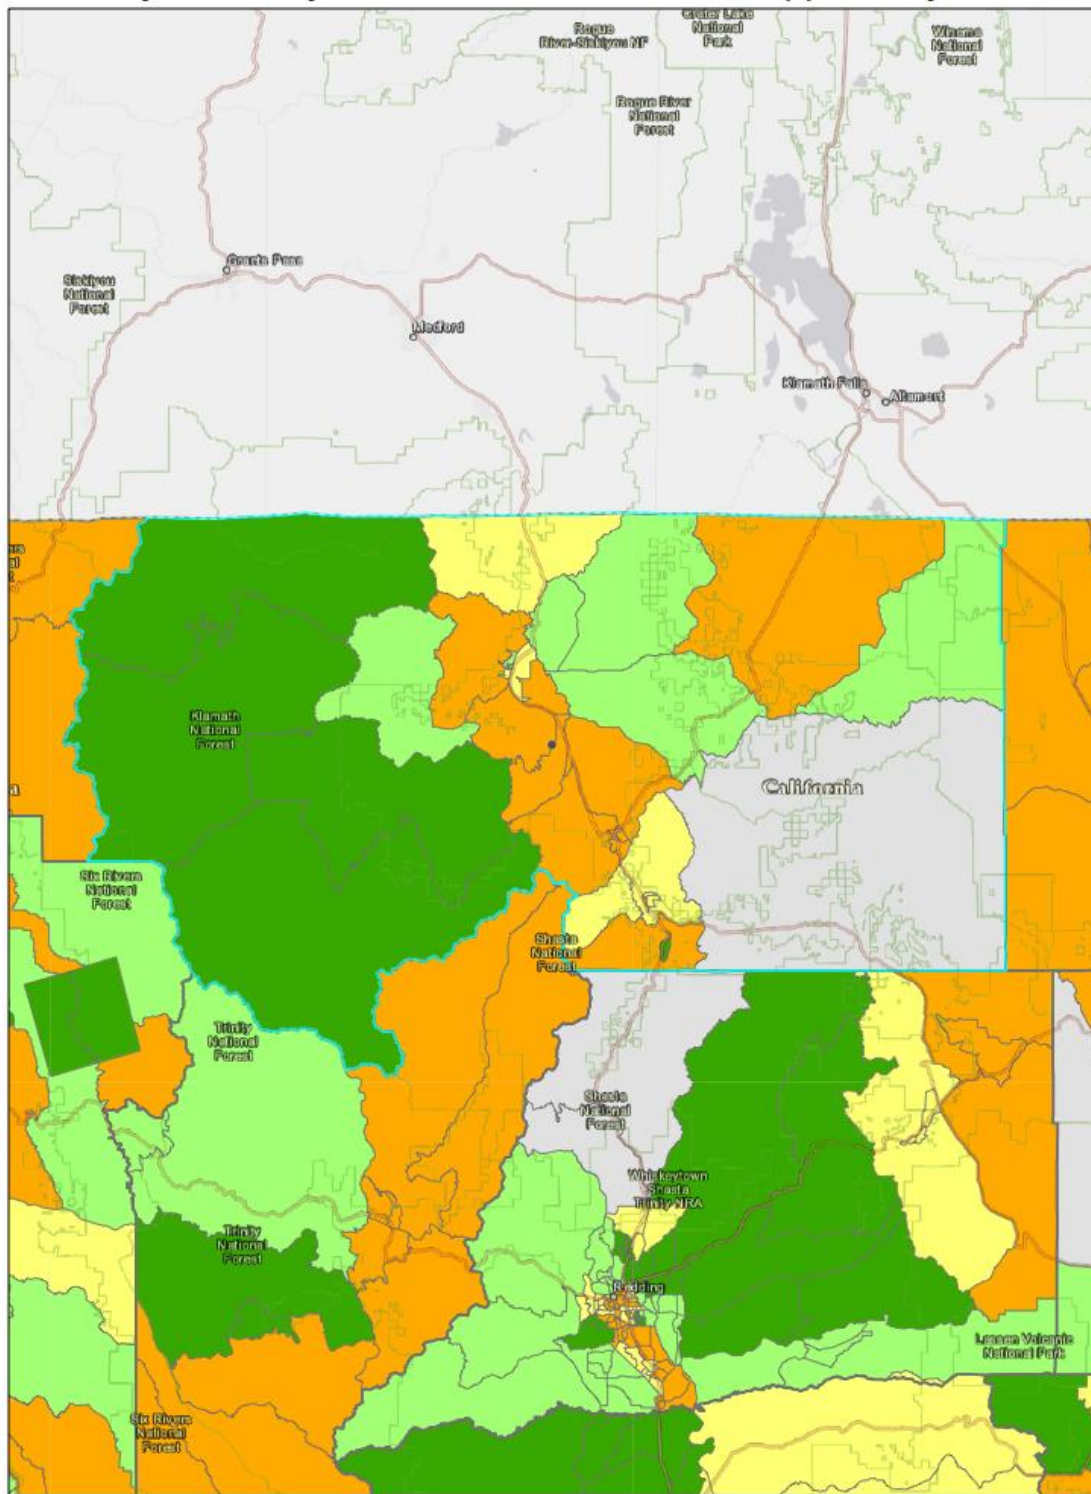 Crater Lake
National
Park
Rogue
River-Siskiyou NF
Winema
National
Forest
Rogue River
National
Forest
Grants Pass
Siskiyou
National
Forest
Medford
Klamath Falls
Altamont
Klamath
National
Forest
California
Six Rivers
National
Forest
Shasta
National
Forest
Trinity
National
Forest
Shasta
National
Forest
Whiskeytown
Shasta
Trinity NRA
Trinity
National
Forest
Redding
Lassen Volcanic
National Park
Six Rivers
National
Forest